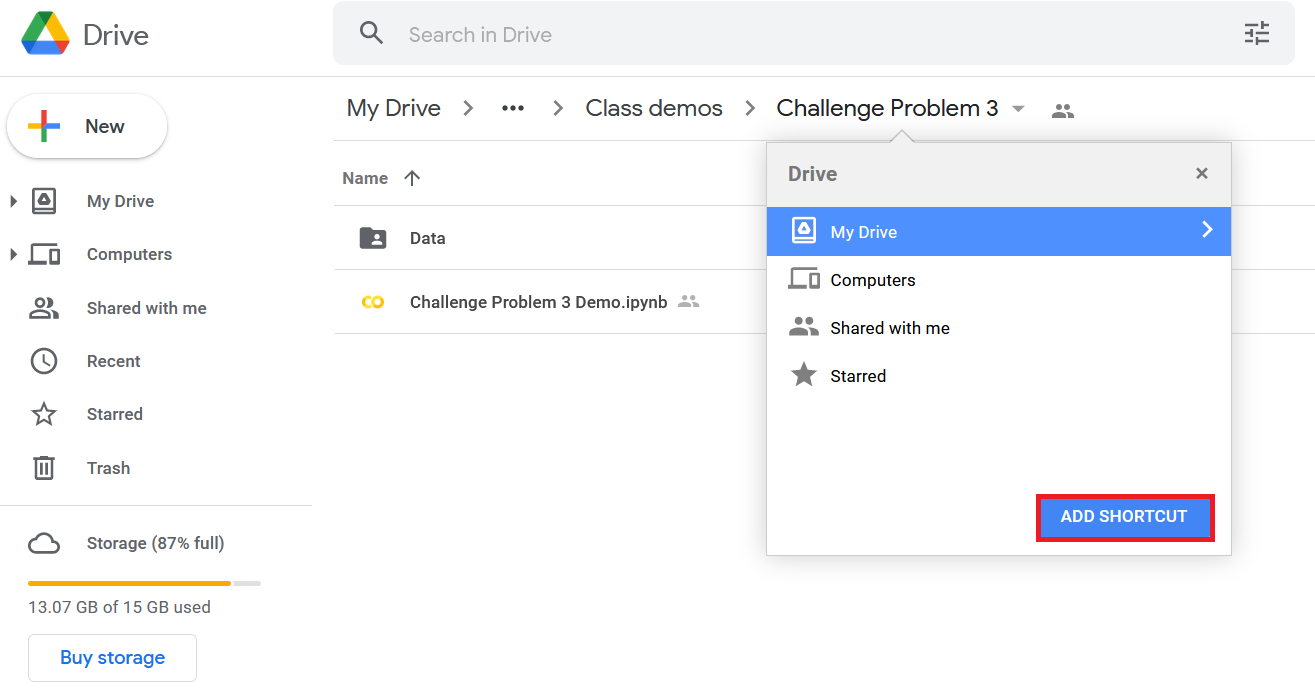 Drive
Search in Drive
New
My Drive
Computers
Shared with me
Recent
Starred
Trash
Storage (87% full)
13.07 GB of 15 GB used
Buy storage
My Drive > ••• > Class demos > Challenge Problem 3
Name
Data
Challenge Problem 3 Demo.ipynb
Drive
My Drive
Computers
Shared with me
Starred
ADD SHORTCUT